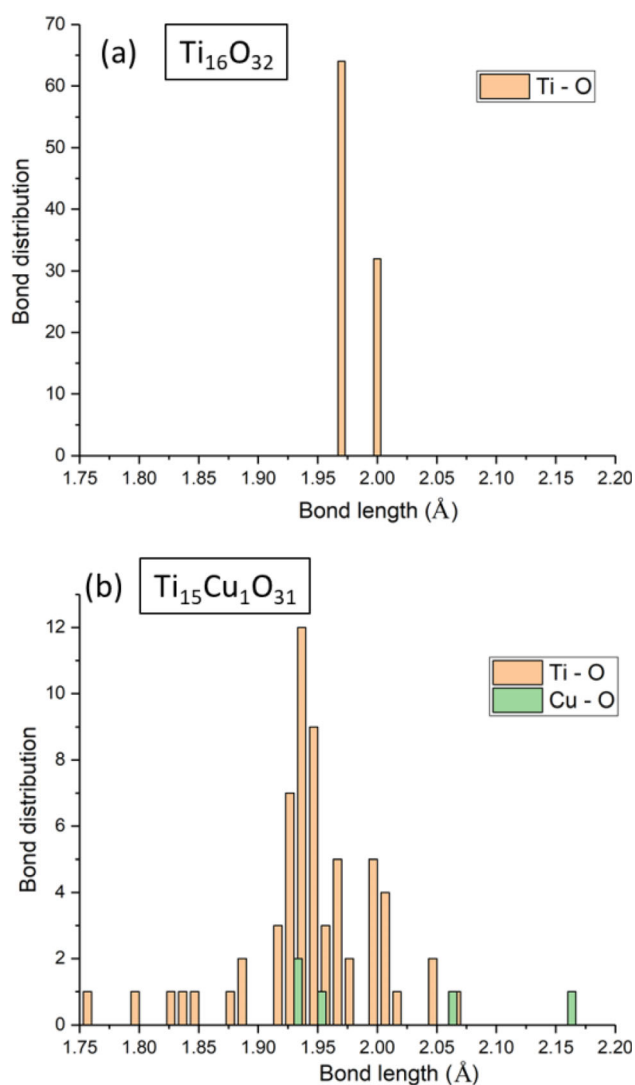 (a) Ti₁₆O₃₂
Ti - O
70
60
50
40
30
20
10
0
Bond distribution
1.75 1.80 1.85 1.90 1.95 2.00 2.05 2.10 2.15 2.20
Bond length (Å)
(b) Ti₁₅Cu₁O₃₁
Ti - O
Cu - O
12
10
8
6
4
2
0
Bond distribution
1.75 1.80 1.85 1.90 1.95 2.00 2.05 2.10 2.15 2.20
Bond length (Å)